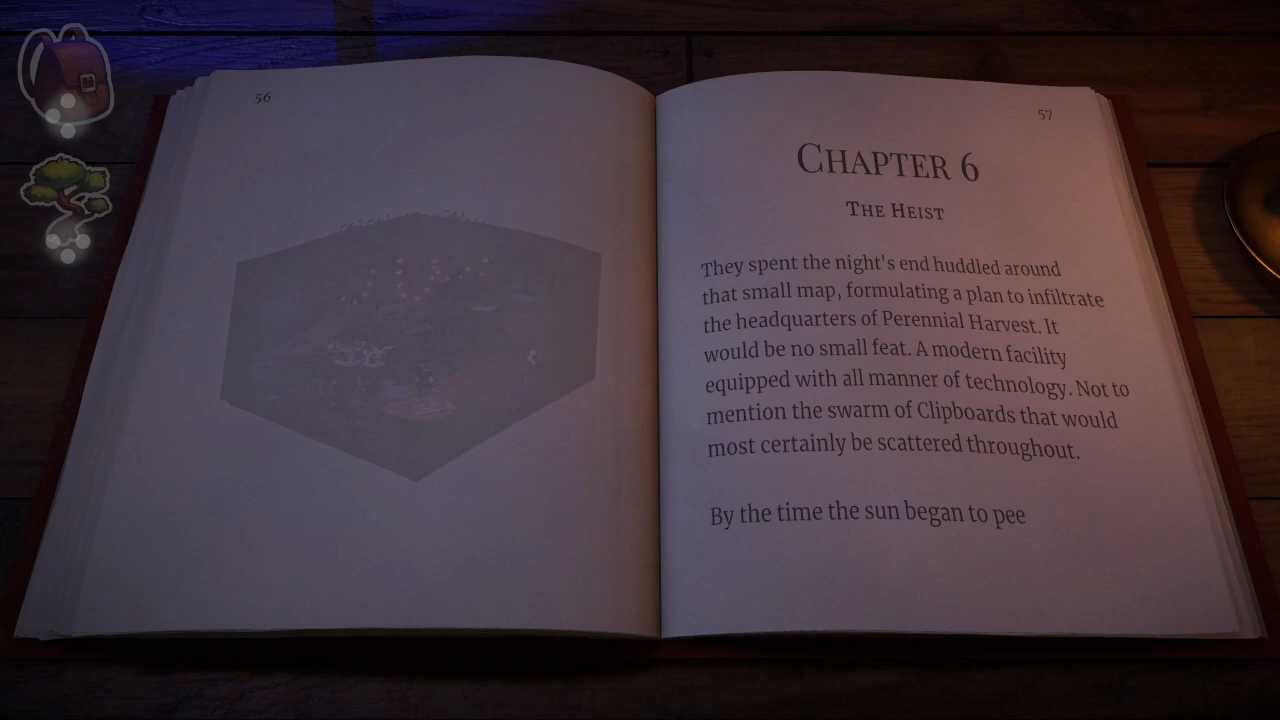 56
57
Chapter 6
The Heist
They spent the night's end huddled around
that small map, formulating a plan to infiltrate
the headquarters of Perennial Harvest. It
would be no small feat. A modern facility
equipped with all manner of technology. Not to
mention the swarm of Clipboards that would
most certainly be scattered throughout.
By the time the sun began to pee